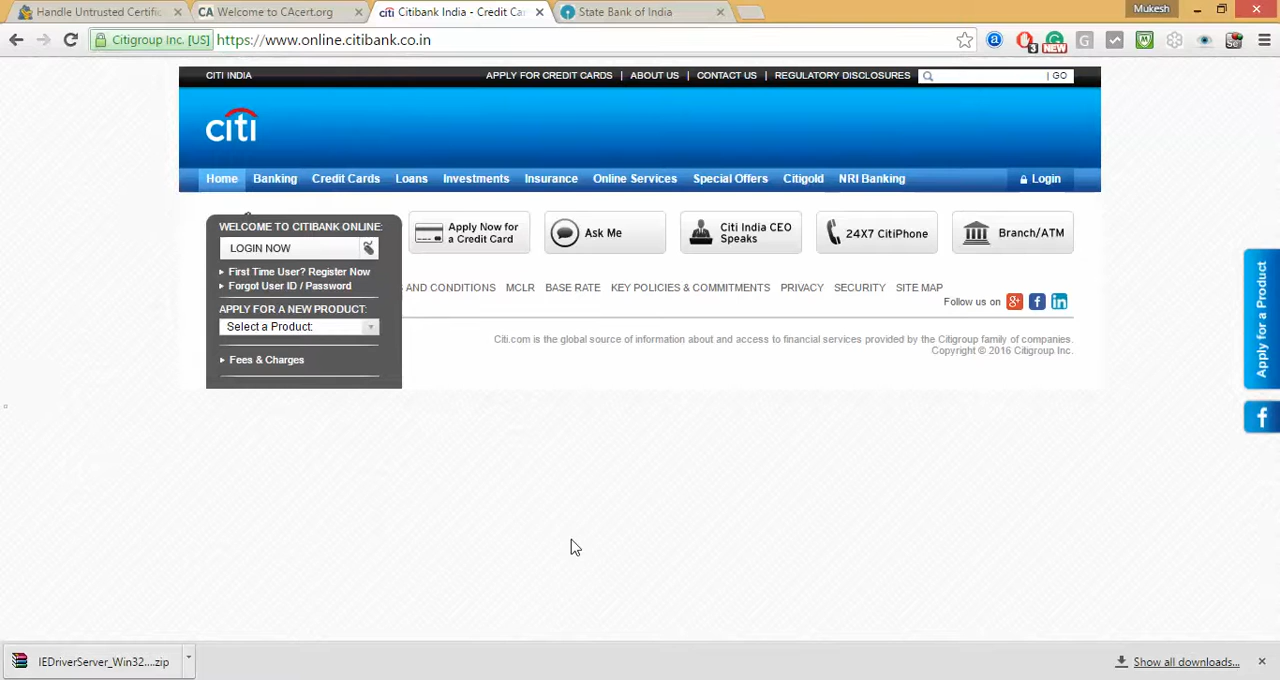 Handle Untrusted Certific
CA Welcome to CAcert.org
citi Citibank India - Credit Car
State Bank of India
Mukesh
Citigroup Inc. [US] https://www.online.citibank.co.in
3
NEW
G
CITI INDIA
APPLY FOR CREDIT CARDS | ABOUT US | CONTACT US | REGULATORY DISCLOSURES | GO
citi
Home Banking Credit Cards Loans Investments Insurance Online Services Special Offers Citigold NRI Banking Login
WELCOME TO CITIBANK ONLINE:
LOGIN NOW
First Time User? Register Now
Forgot User ID / Password
APPLY FOR A NEW PRODUCT:
Select a Product:
Fees & Charges
Apply Now for
a Credit Card
Ask Me
Citi India CEO
Speaks
24X7 CitiPhone
Branch/ATM
AND CONDITIONS MCLR BASE RATE KEY POLICIES & COMMITMENTS PRIVACY SECURITY SITE MAP
Follow us on g+ f in
Citi.com is the global source of information about and access to financial services provided by the Citigroup family of companies.
Copyright © 2016 Citigroup Inc.
Apply for a Product
f
IEDriverServer_Win32....zip
Show all downloads...